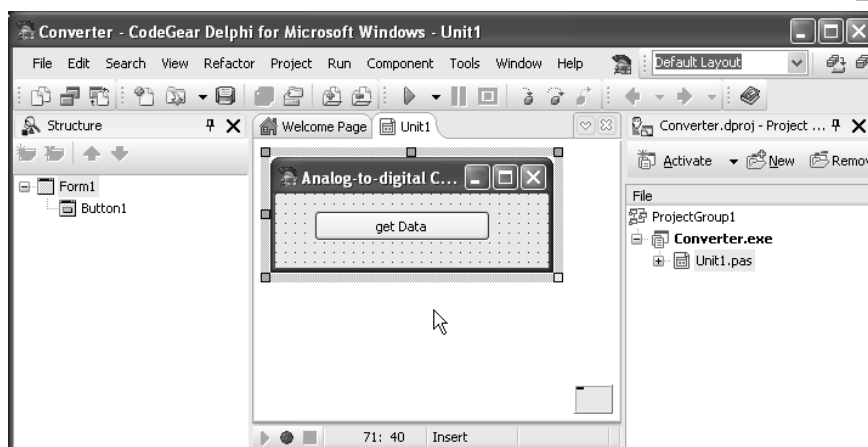 Converter - CodeGear Delphi for Microsoft Windows - Unit1
File Edit Search View Refactor Project Run Component Tools Window Help Default Layout
Structure
Welcome Page Unit1
Converter.dproj - Project ...
Activate New Remov
Form1
Button1
Analog-to-digital C...
get Data
File
ProjectGroup1
Converter.exe
Unit1.pas
71: 40 Insert